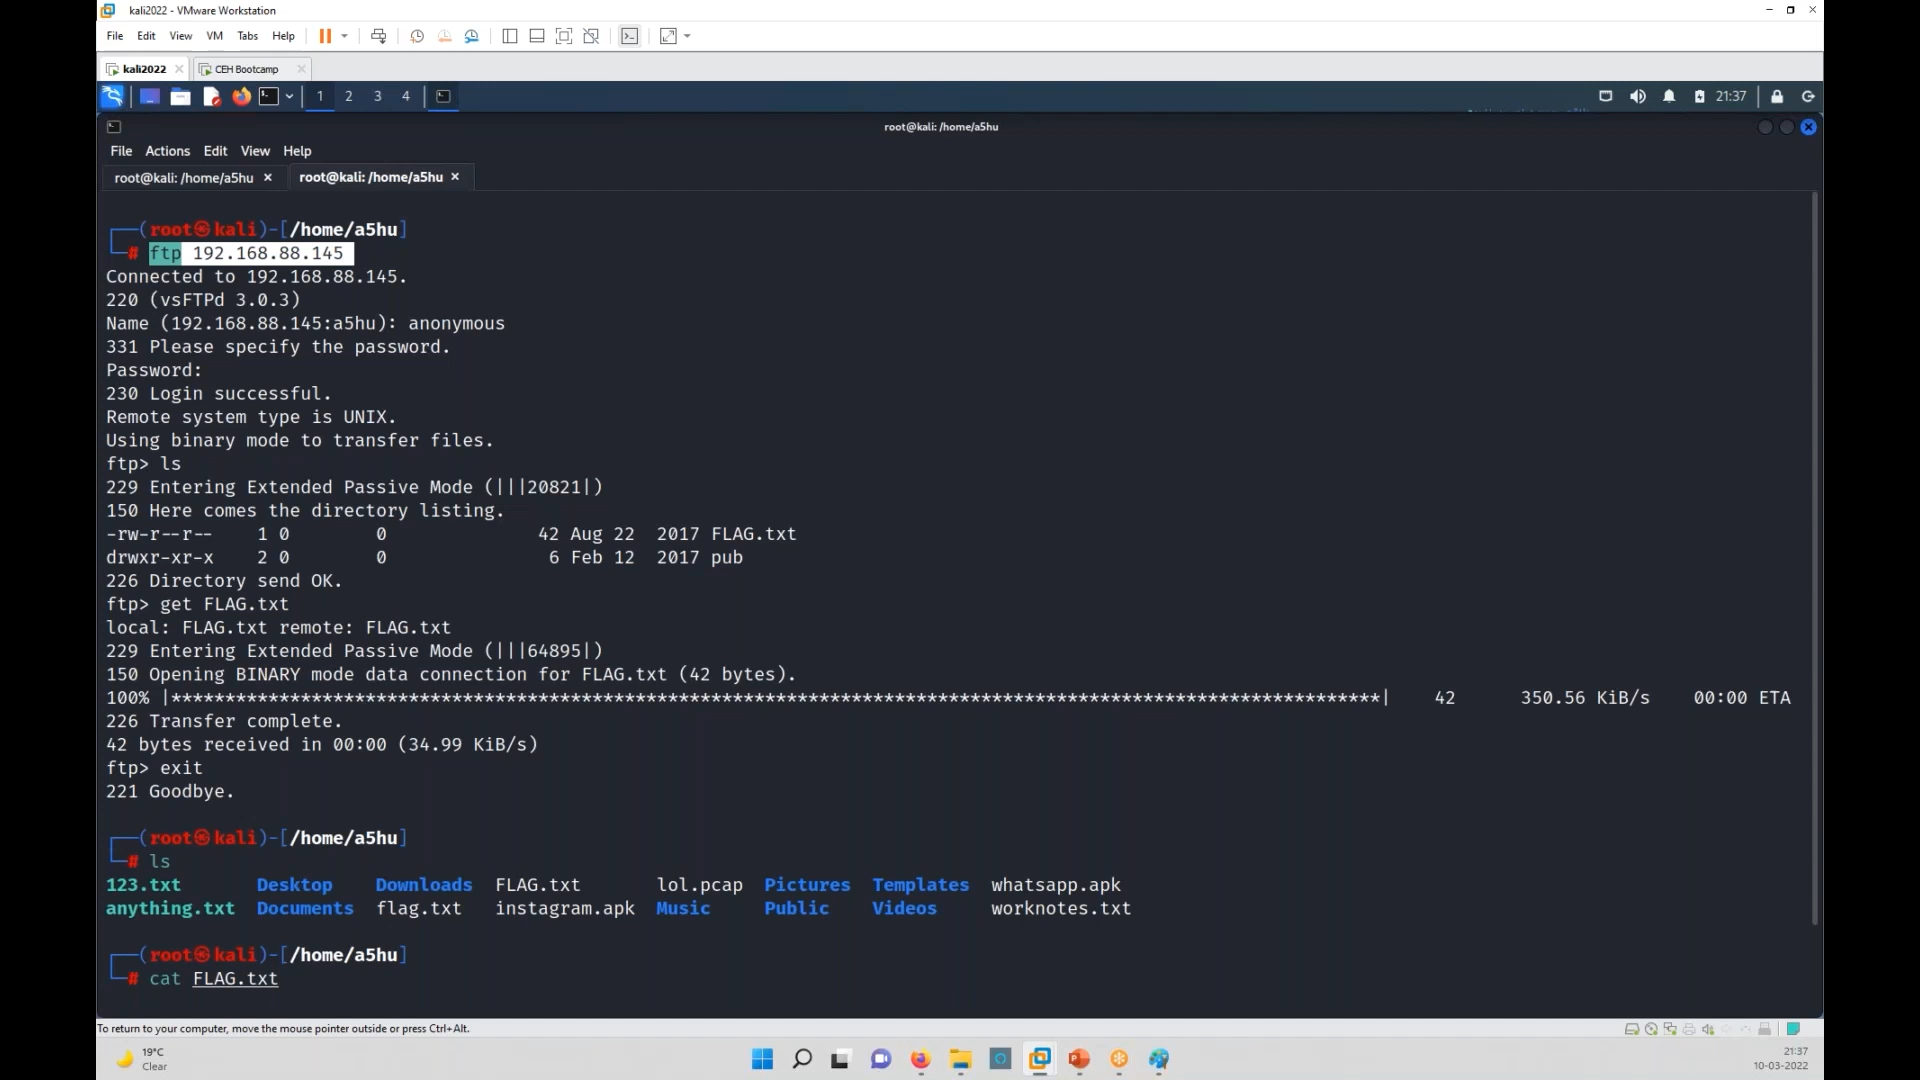 kali2022 - VMware Workstation
File Edit View VM Tabs Help
kali2022 CEH Bootcamp
1 2 3 4 21:37
root@kali: /home/a5hu
File Actions Edit View Help
root@kali: /home/a5hu root@kali: /home/a5hu
(root㉿kali)-[/home/a5hu]
# ftp 192.168.88.145
Connected to 192.168.88.145.
220 (vsFTPd 3.0.3)
Name (192.168.88.145:a5hu): anonymous
331 Please specify the password.
Password:
230 Login successful.
Remote system type is UNIX.
Using binary mode to transfer files.
ftp> ls
229 Entering Extended Passive Mode (|||20821|)
150 Here comes the directory listing.
-rw-r--r-- 1 0 0 42 Aug 22 2017 FLAG.txt
drwxr-xr-x 2 0 0 6 Feb 12 2017 pub
226 Directory send OK.
ftp> get FLAG.txt
local: FLAG.txt remote: FLAG.txt
229 Entering Extended Passive Mode (|||64895|)
150 Opening BINARY mode data connection for FLAG.txt (42 bytes).
100% |****************************************************************************************************************| 42 350.56 KiB/s 00:00 ETA
226 Transfer complete.
42 bytes received in 00:00 (34.99 KiB/s)
ftp> exit
221 Goodbye.
(root㉿kali)-[/home/a5hu]
# ls
123.txt Desktop Downloads FLAG.txt lol.pcap Pictures Templates whatsapp.apk
anything.txt Documents flag.txt instagram.apk Music Public Videos worknotes.txt
(root㉿kali)-[/home/a5hu]
# cat FLAG.txt
To return to your computer, move the mouse pointer outside or press Ctrl+Alt.
19°C
Clear
21:37
10-03-2022